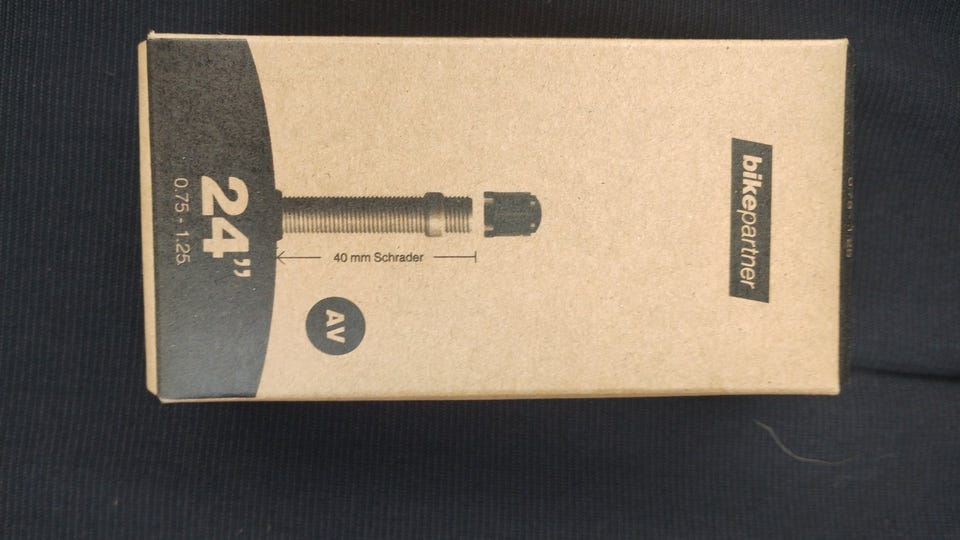 bikepartner
40 mm Schrader
AV
24"
0.75 - 1.25